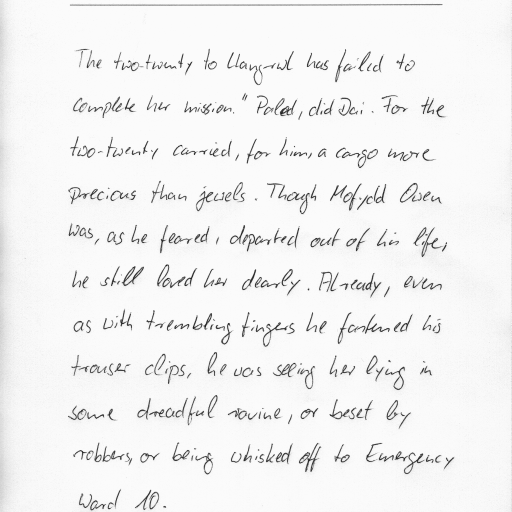 The two-twenty to Llangrwl has failed to
complete her mission." Paled, did Dai. For the
two-twenty carried, for him, a cargo more
precious than jewels. Though Mofydd Owen
was, as he feared, departed out of his life,
he still loved her dearly. Already, even
as with trembling fingers he fastened his
trouser clips, he was seeing her lying in
some dreadful ravine, or beset by
robbers, or being whisked off to Emergency
Ward 10.